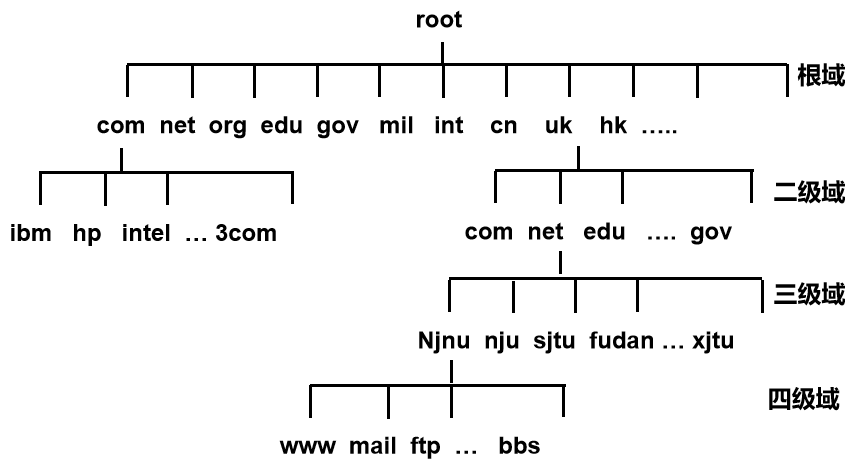 root
根域
com net org edu gov mil int cn uk hk …..
二级域
ibm hp intel … 3com
com net edu …. gov
三级域
Njnu nju sjtu fudan … xjtu
四级域
www mail ftp … bbs